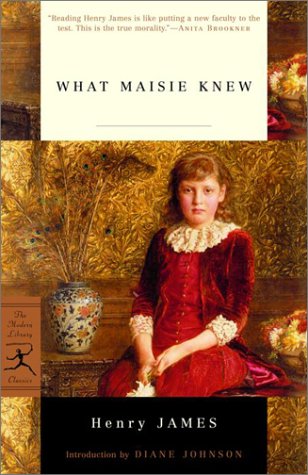 "Reading Henry James is like putting a new faculty to the
test. This is the true morality."—ANITA BROOKNER
WHAT MAISIE KNEW
The
Modern Library
Classics
Henry JAMES
Introduction by DIANE JOHNSON